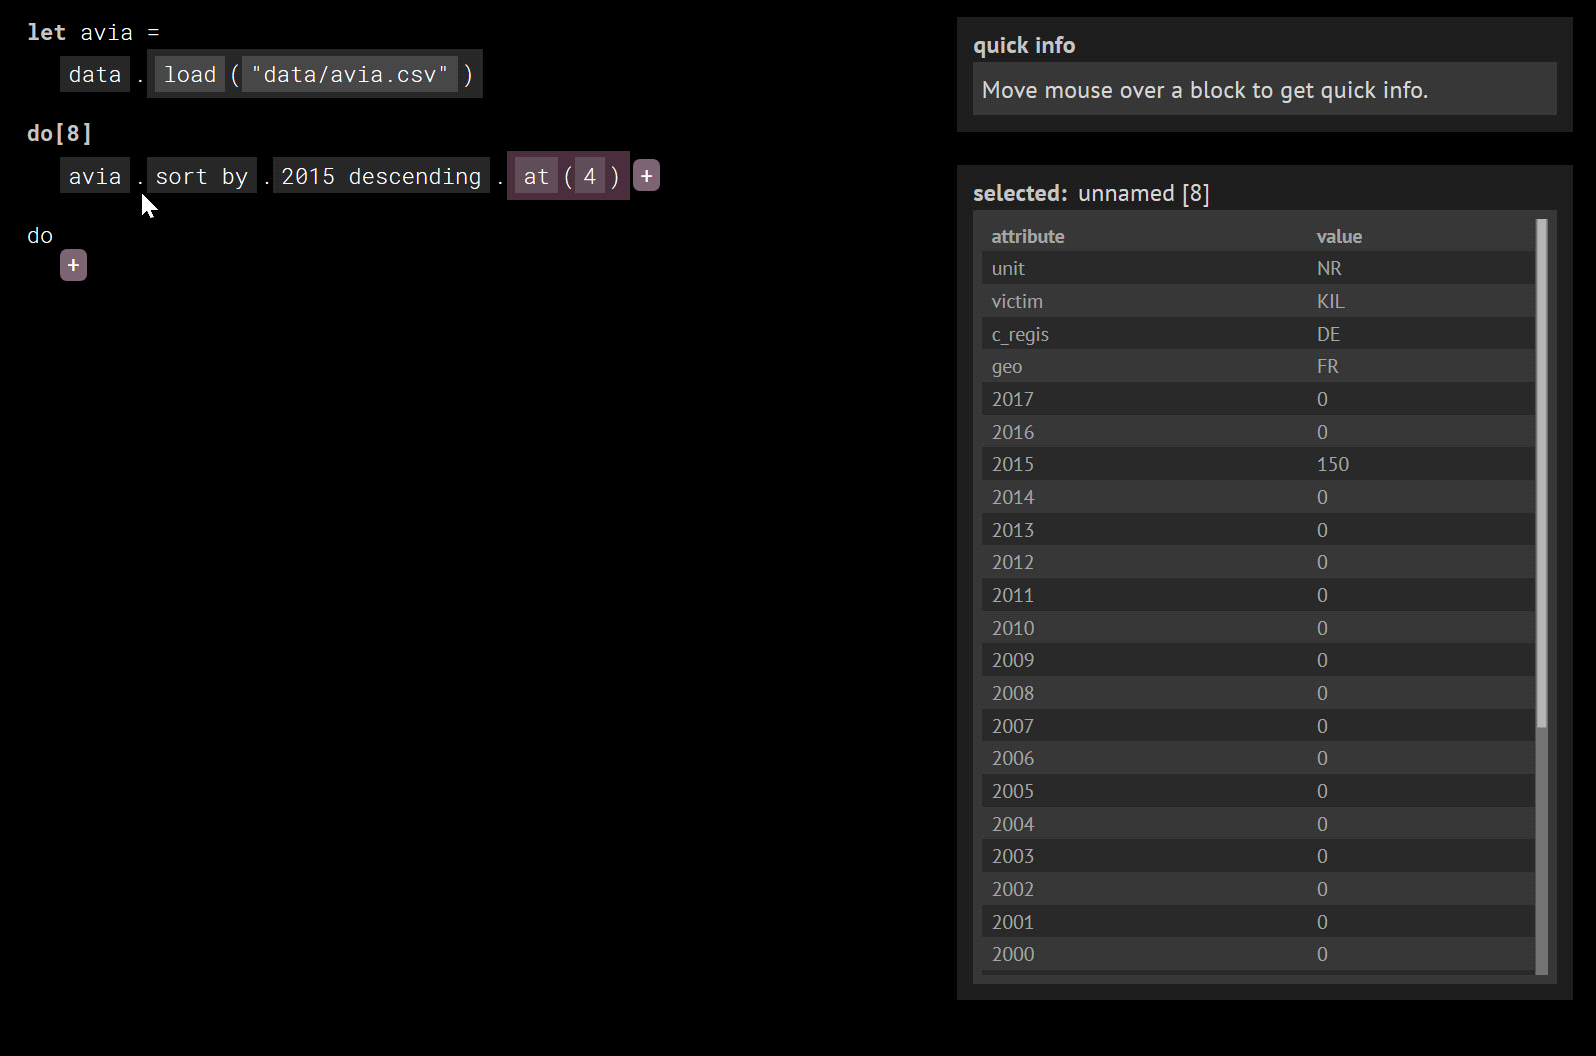 let avia =
data . load ( "data/avia.csv" )
do[8]
avia . sort by . 2015 descending . at ( 4 ) +
do
+
quick info
Move mouse over a block to get quick info.
selected: unnamed [8]
attribute value
unit NR
victim KIL
c_regis DE
geo FR
2017 0
2016 0
2015 150
2014 0
2013 0
2012 0
2011 0
2010 0
2009 0
2008 0
2007 0
2006 0
2005 0
2004 0
2003 0
2002 0
2001 0
2000 0